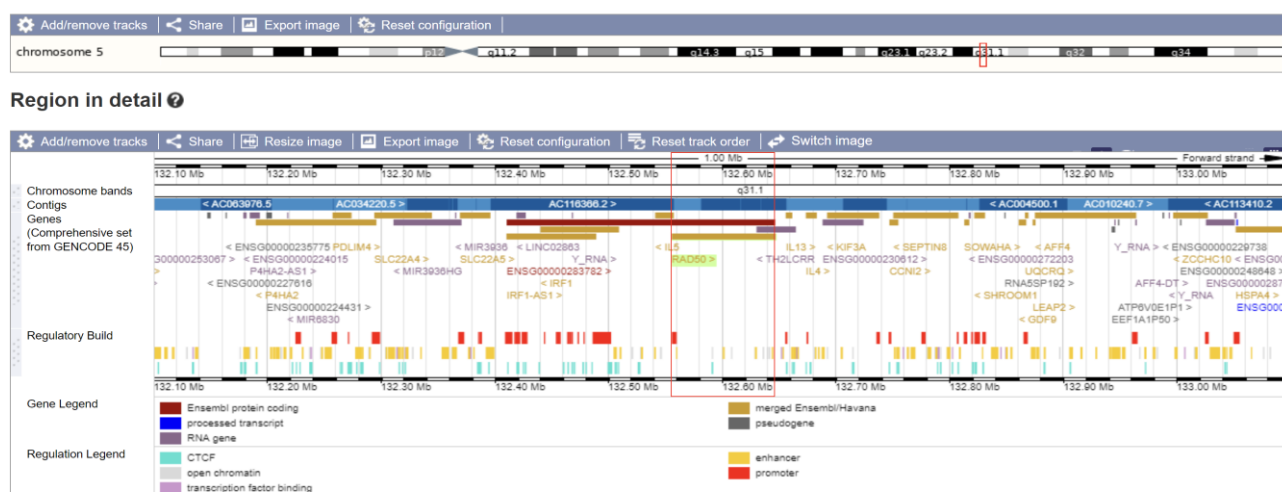 Add/remove tracks Share Export image Reset configuration
chromosome 5 p12 q11.2 q14.3 q15 q23.1 q23.2 q31.1 q32 q34
Region in detail ?
Add/remove tracks Share Resize image Export image Reset configuration Reset track order Switch image
1.00 Mb Forward strand
132.10 Mb 132.20 Mb 132.30 Mb 132.40 Mb 132.50 Mb 132.60 Mb 132.70 Mb 132.80 Mb 132.90 Mb 133.00 Mb
Chromosome bands q31.1
Contigs < AC063976.5 AC034220.5 > AC116366.2 > < AC004500.1 AC010240.7 > < AC113410.2
Genes
(Comprehensive set
from GENCODE 45)
< ENSG00000235775 PDLIM4 > < MIR3936 < LINC02863 < IL5 IL13 > < KIF3A < SEPTIN8 SOWAHA > < AFF4 Y_RNA > < ENSG00000229738
SG00000253067 > < ENSG00000224015 SLC22A4 > SLC22A5 > Y_RNA > RAD50 > < TH2LCRR ENSG00000230612 > < ENSG00000272203 < ZCCHC10 < ENSG
P4HA2-AS1 > < MIR3936HG ENSG00000283782 > IL4 > CCNI2 > UQCRQ > ENSG00000248648 >
< ENSG00000227616 < IRF1 RNA5SP192 > AFF4-DT > ENSG00000287
< P4HA2 IRF1-AS1 > < SHROOM1 < Y_RNA HSPA4 >
ENSG00000224431 > LEAP2 > ATP6V0E1P1 > ENSG000
< MIR6830 < GDF9 EEF1A1P50 >
Regulatory Build
132.10 Mb 132.20 Mb 132.30 Mb 132.40 Mb 132.50 Mb 132.60 Mb 132.70 Mb 132.80 Mb 132.90 Mb 133.00 Mb
Gene Legend Ensembl protein coding merged Ensembl/Havana
processed transcript pseudogene
RNA gene
Regulation Legend CTCF enhancer
open chromatin promoter
transcription factor binding